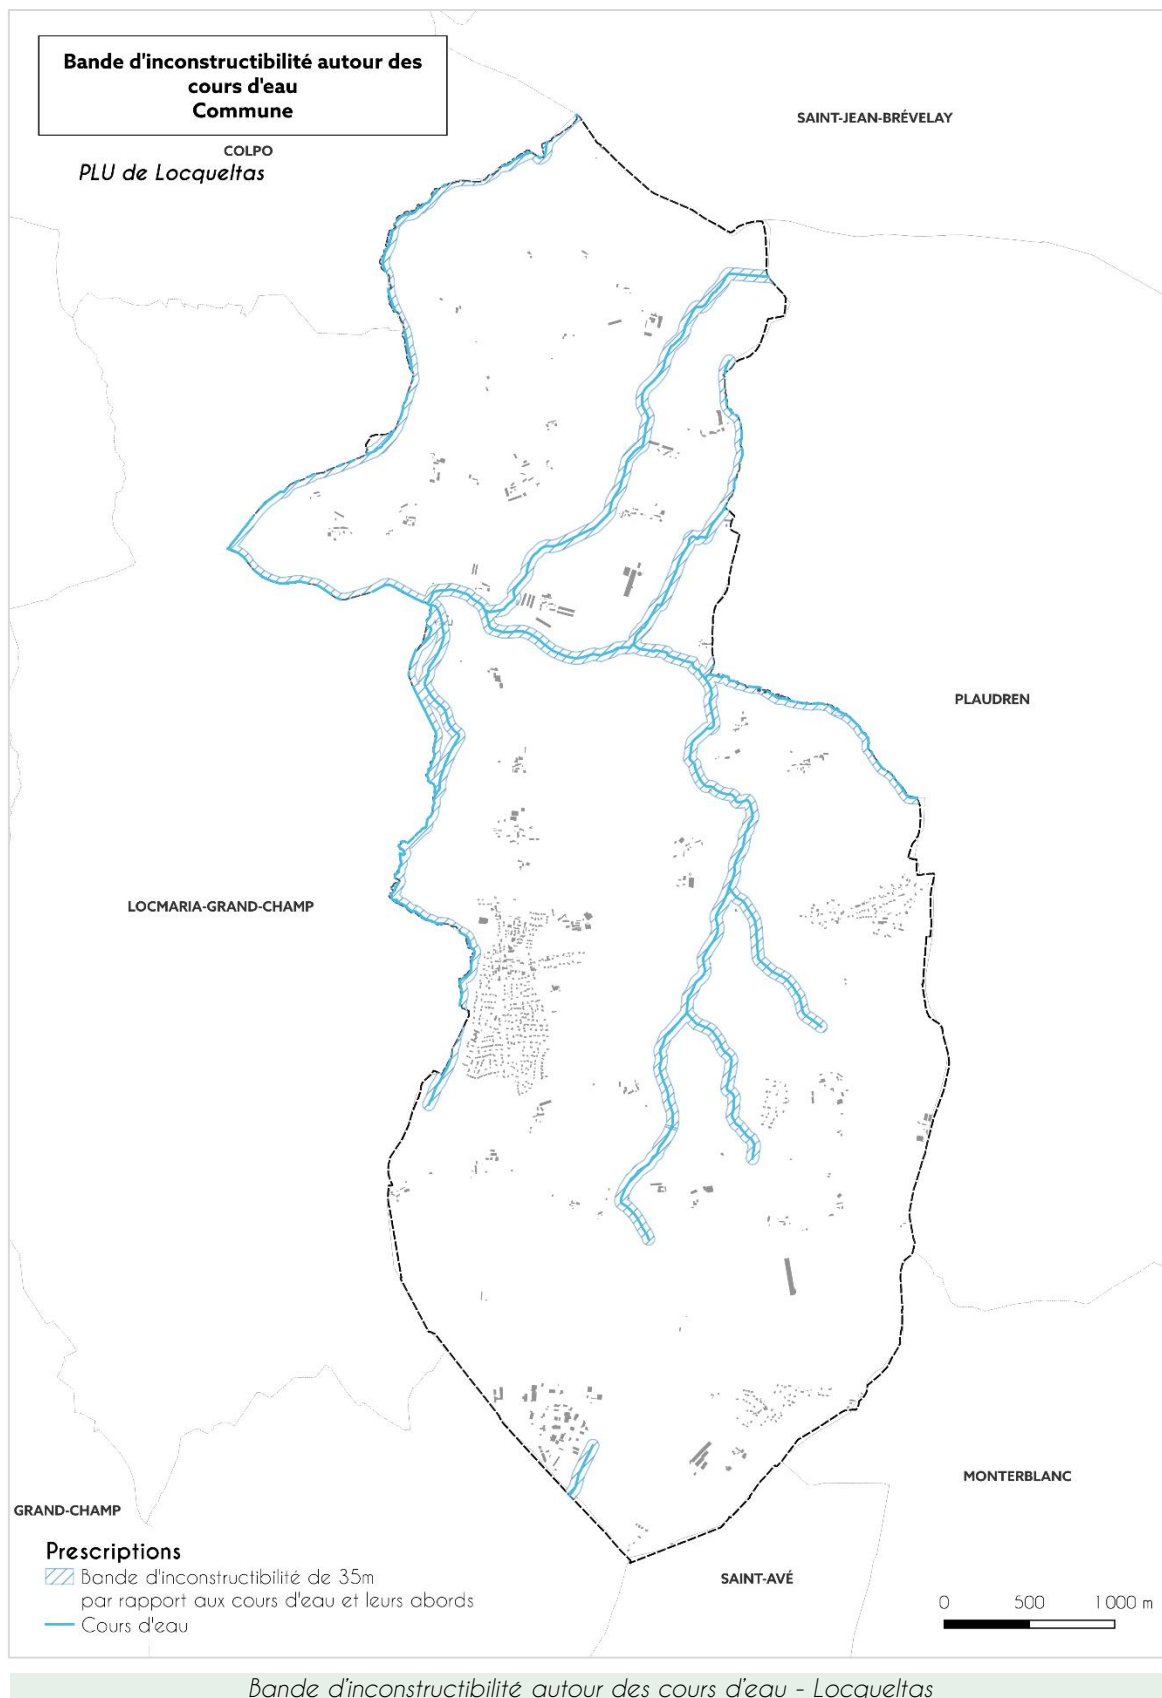 Bande d'inconstructibilité autour des
cours d'eau
Commune
COLPO
PLU de Locqueltas
SAINT-JEAN-BRÉVELAY
PLAUDREN
LOCMARIA-GRAND-CHAMP
MONTERBLANC
GRAND-CHAMP
SAINT-AVÉ
Prescriptions
Bande d'inconstructibilité de 35m
par rapport aux cours d'eau et leurs abords
Cours d'eau
0 500 1 000 m
Bande d'inconstructibilité autour des cours d'eau - Locqueltas